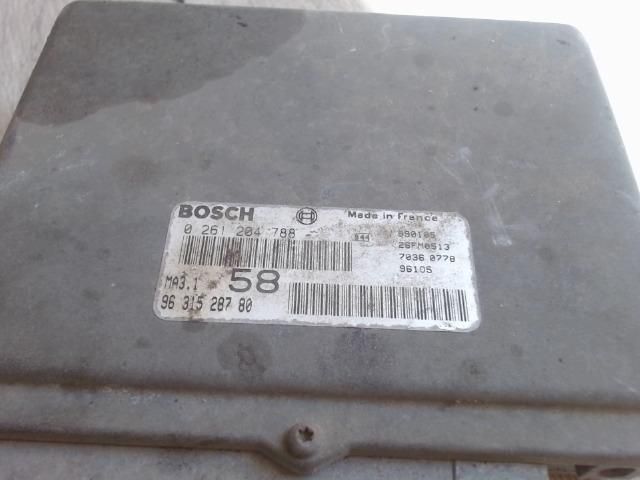 BOSCH Made in France
0 261 204 788 944
26FM0513
7036 0778
MA3.1 58 96105
96 315 287 80